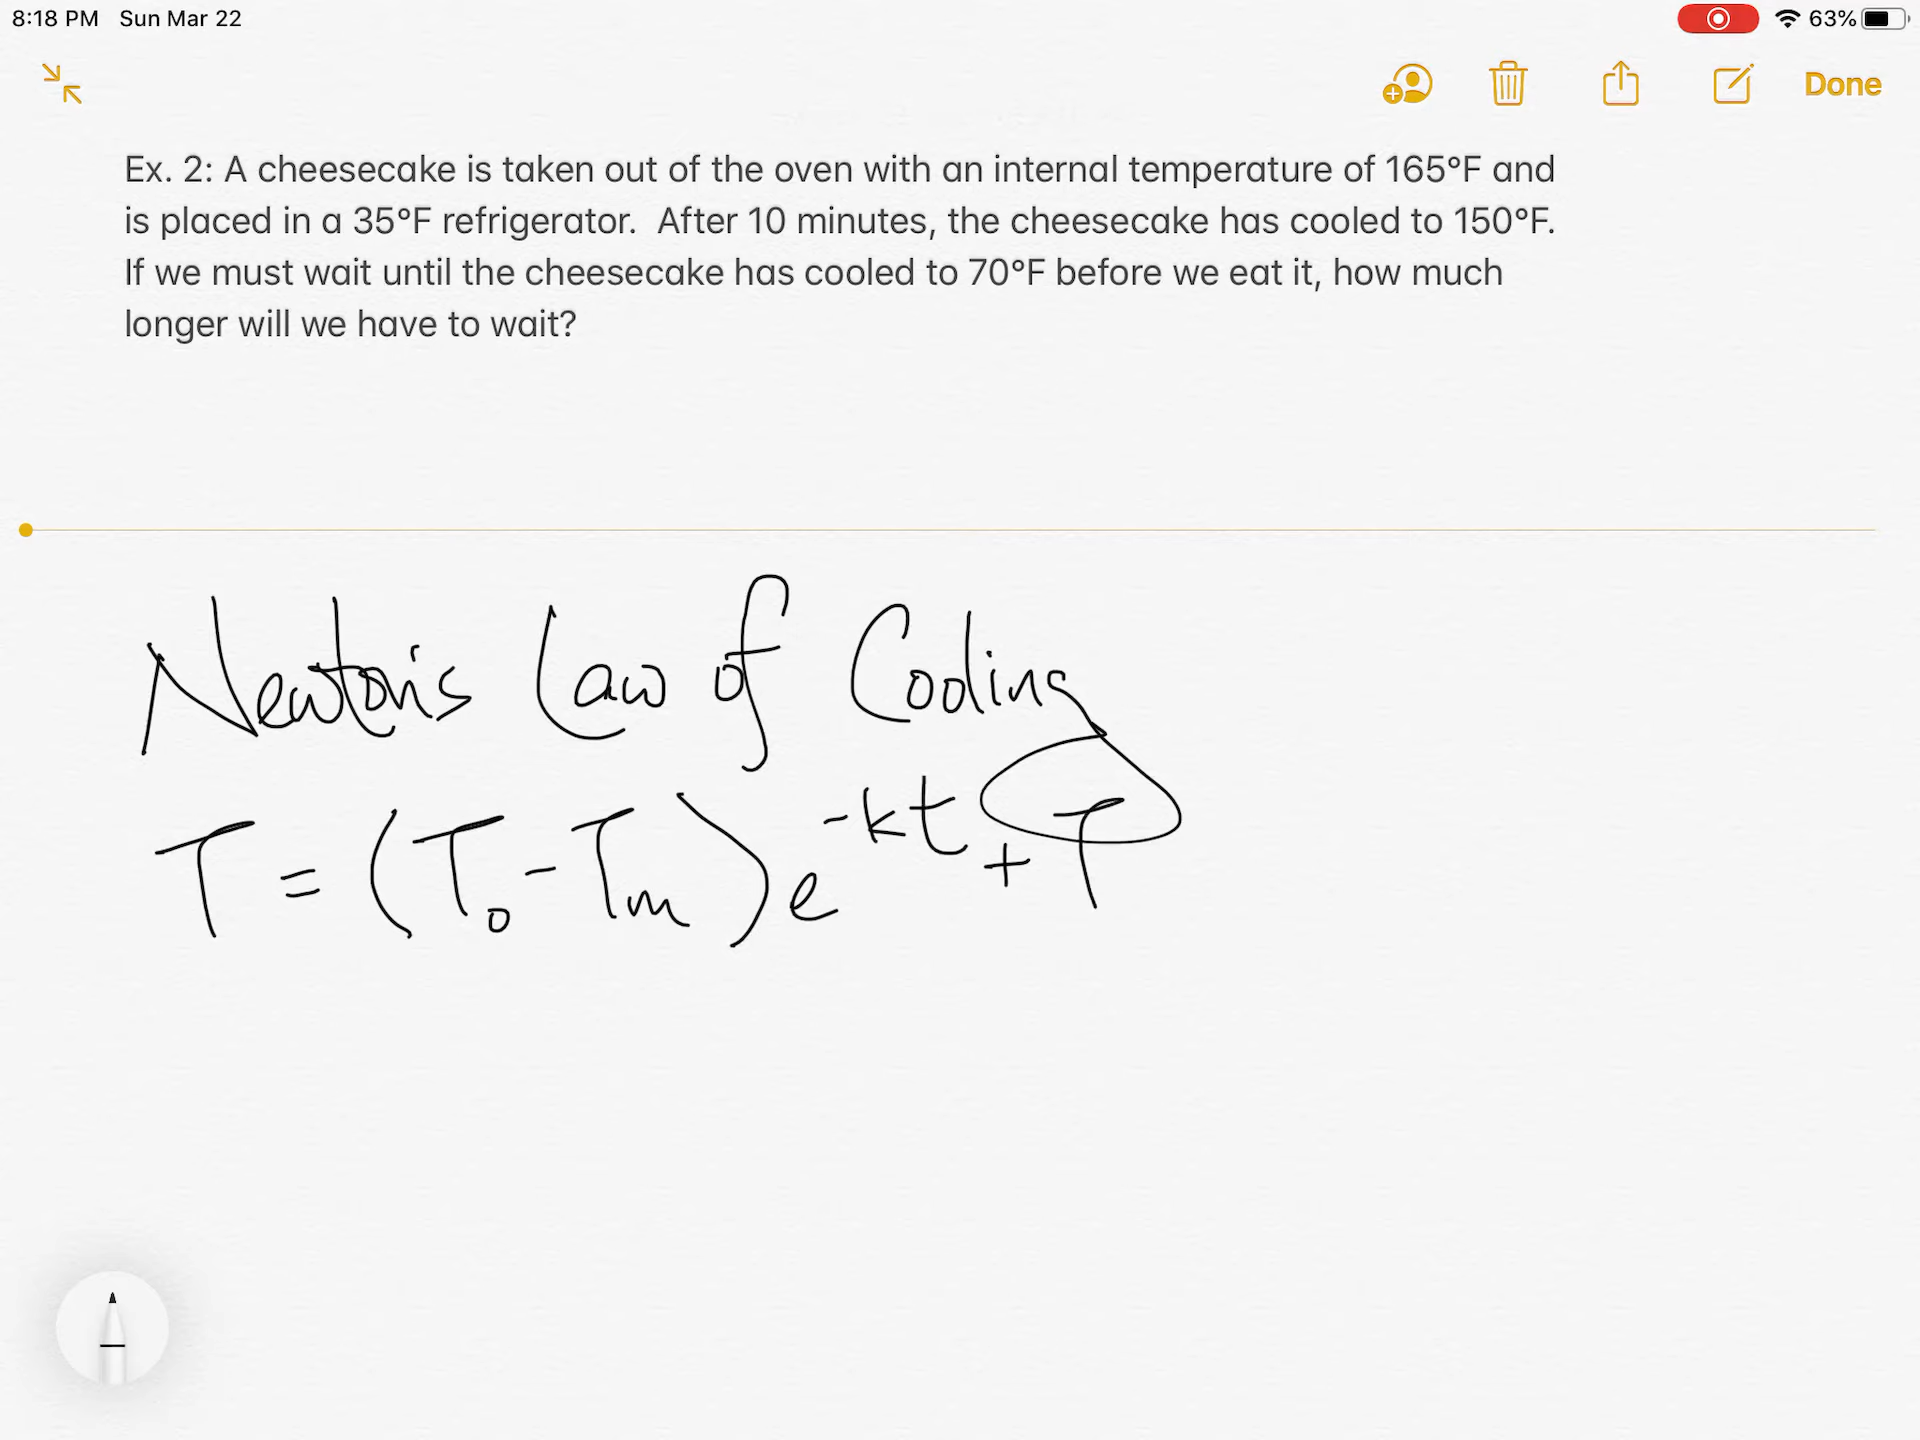 8:18 PM Sun Mar 22 63%
Done
Ex. 2: A cheesecake is taken out of the oven with an internal temperature of 165°F and
is placed in a 35°F refrigerator. After 10 minutes, the cheesecake has cooled to 150°F.
If we must wait until the cheesecake has cooled to 70°F before we eat it, how much
longer will we have to wait?
Newton's Law of Cooling
T = (T₀ - Tₘ) e^{-kt} + T